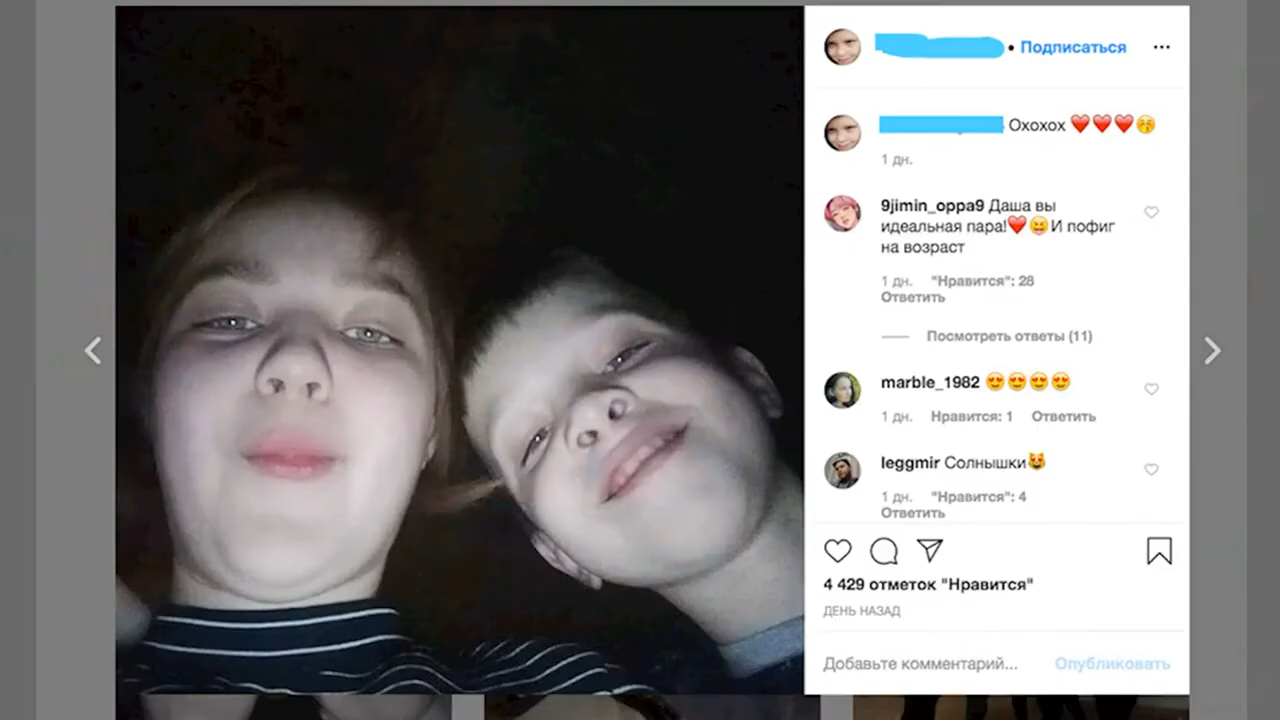 • Подписаться
Охохох ❤️❤️❤️😚
1 дн.
9jimin_oppa9 Даша вы
идеальная пара!❤️😝И пофиг
на возраст
1 дн. "Нравится": 28
Ответить
Посмотреть ответы (11)
marble_1982 😍😍😍😍
1 дн. Нравится: 1 Ответить
leggmir Солнышки😻
1 дн. "Нравится": 4
Ответить
4 429 отметок "Нравится"
ДЕНЬ НАЗАД
Добавьте комментарий... Опубликовать